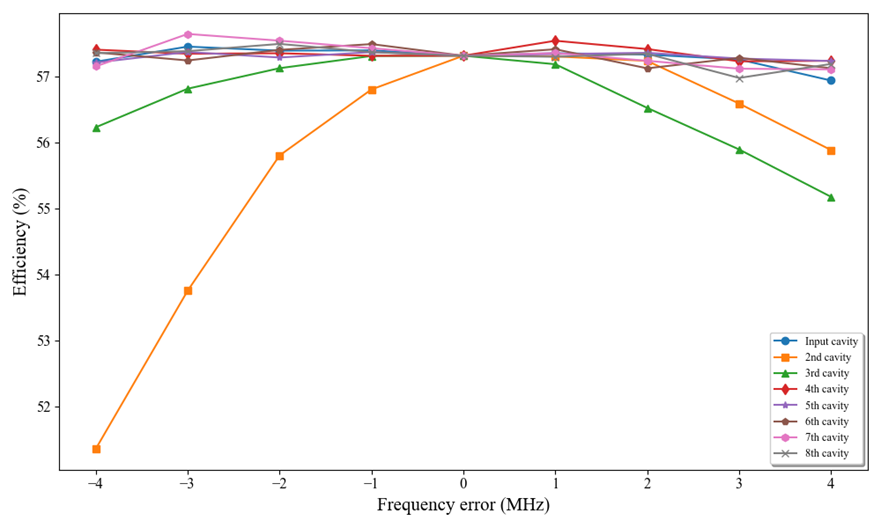 57
56
55
54
53
52
Efficiency (%)
−4 −3 −2 −1 0 1 2 3 4
Frequency error (MHz)
Input cavity
2nd cavity
3rd cavity
4th cavity
5th cavity
6th cavity
7th cavity
8th cavity